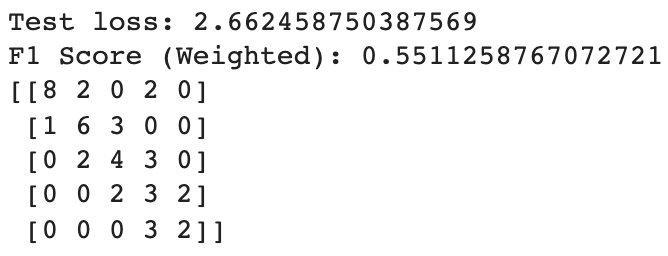 Test loss: 2.662458750387569
F1 Score (Weighted): 0.5511258767072721
[[8 2 0 2 0]
 [1 6 3 0 0]
 [0 2 4 3 0]
 [0 0 2 3 2]
 [0 0 0 3 2]]